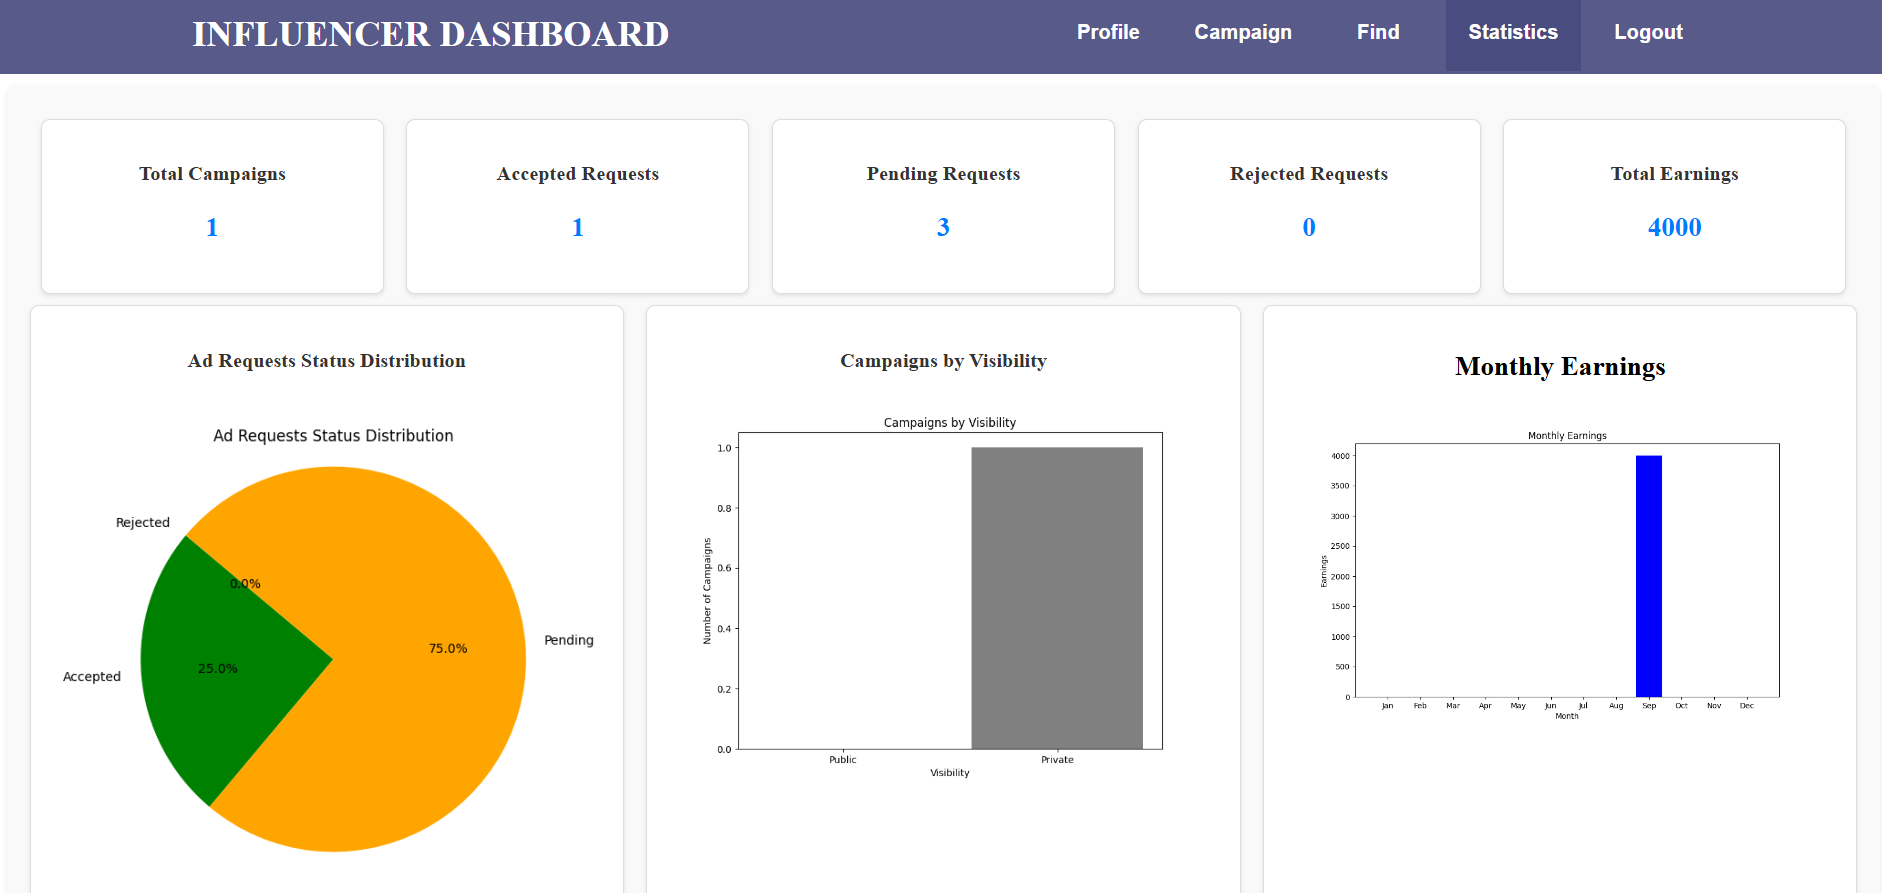 INFLUENCER DASHBOARD
Profile Campaign Find Statistics Logout
Total Campaigns
1
Accepted Requests
1
Pending Requests
3
Rejected Requests
0
Total Earnings
4000
Ad Requests Status Distribution
Ad Requests Status Distribution
Rejected
0.0%
Accepted
25.0%
75.0%
Pending
Campaigns by Visibility
Campaigns by Visibility
Number of Campaigns
1.0
0.8
0.6
0.4
0.2
0.0
Public Private
Visibility
Monthly Earnings
Monthly Earnings
Earnings
4000
3500
3000
2500
2000
1500
1000
500
0
Jan Feb Mar Apr May Jun Jul Aug Sep Oct Nov Dec
Month